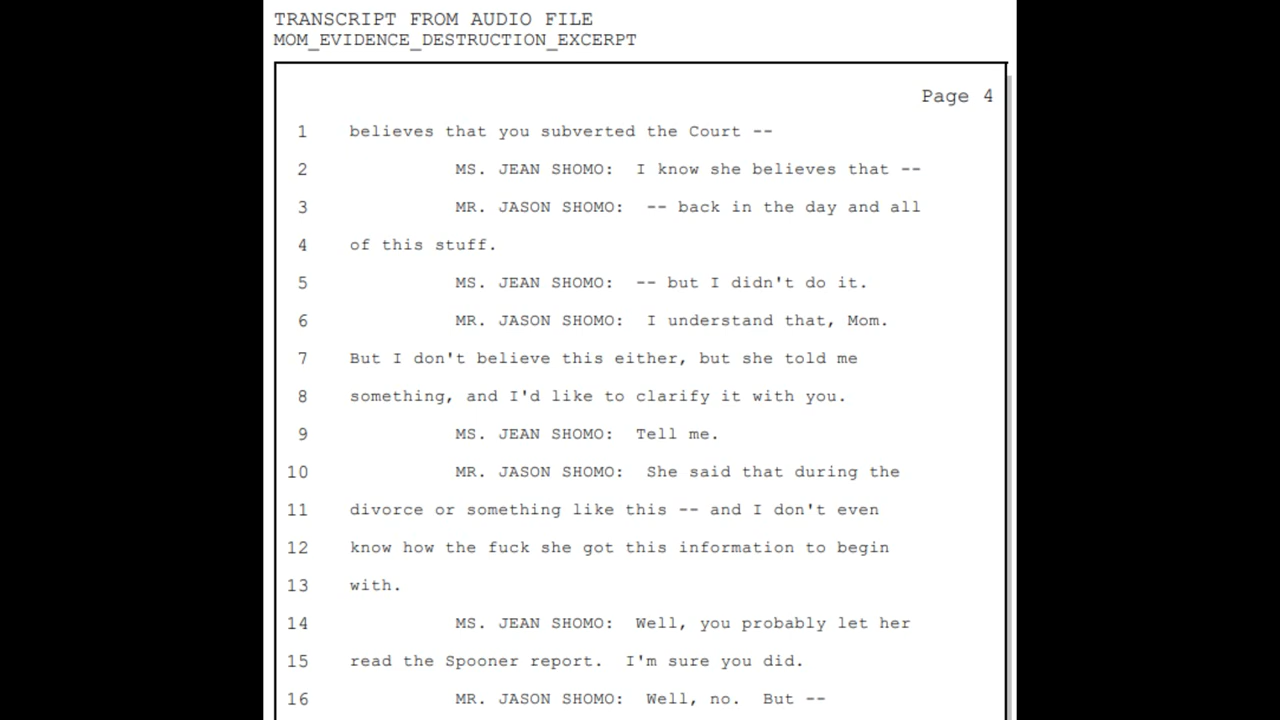 TRANSCRIPT FROM AUDIO FILE
MOM_EVIDENCE_DESTRUCTION_EXCERPT
Page 4
1 believes that you subverted the Court --
2 MS. JEAN SHOMO: I know she believes that --
3 MR. JASON SHOMO: -- back in the day and all
4 of this stuff.
5 MS. JEAN SHOMO: -- but I didn't do it.
6 MR. JASON SHOMO: I understand that, Mom.
7 But I don't believe this either, but she told me
8 something, and I'd like to clarify it with you.
9 MS. JEAN SHOMO: Tell me.
10 MR. JASON SHOMO: She said that during the
11 divorce or something like this -- and I don't even
12 know how the fuck she got this information to begin
13 with.
14 MS. JEAN SHOMO: Well, you probably let her
15 read the Spooner report. I'm sure you did.
16 MR. JASON SHOMO: Well, no. But --